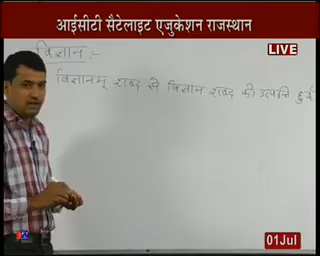 आईसीटी सैटेलाइट एजुकेशन राजस्थान
LIVE
विज्ञान :-
विज्ञानम् शब्द से विज्ञान शब्द की उत्पत्ति हुई
01Jul